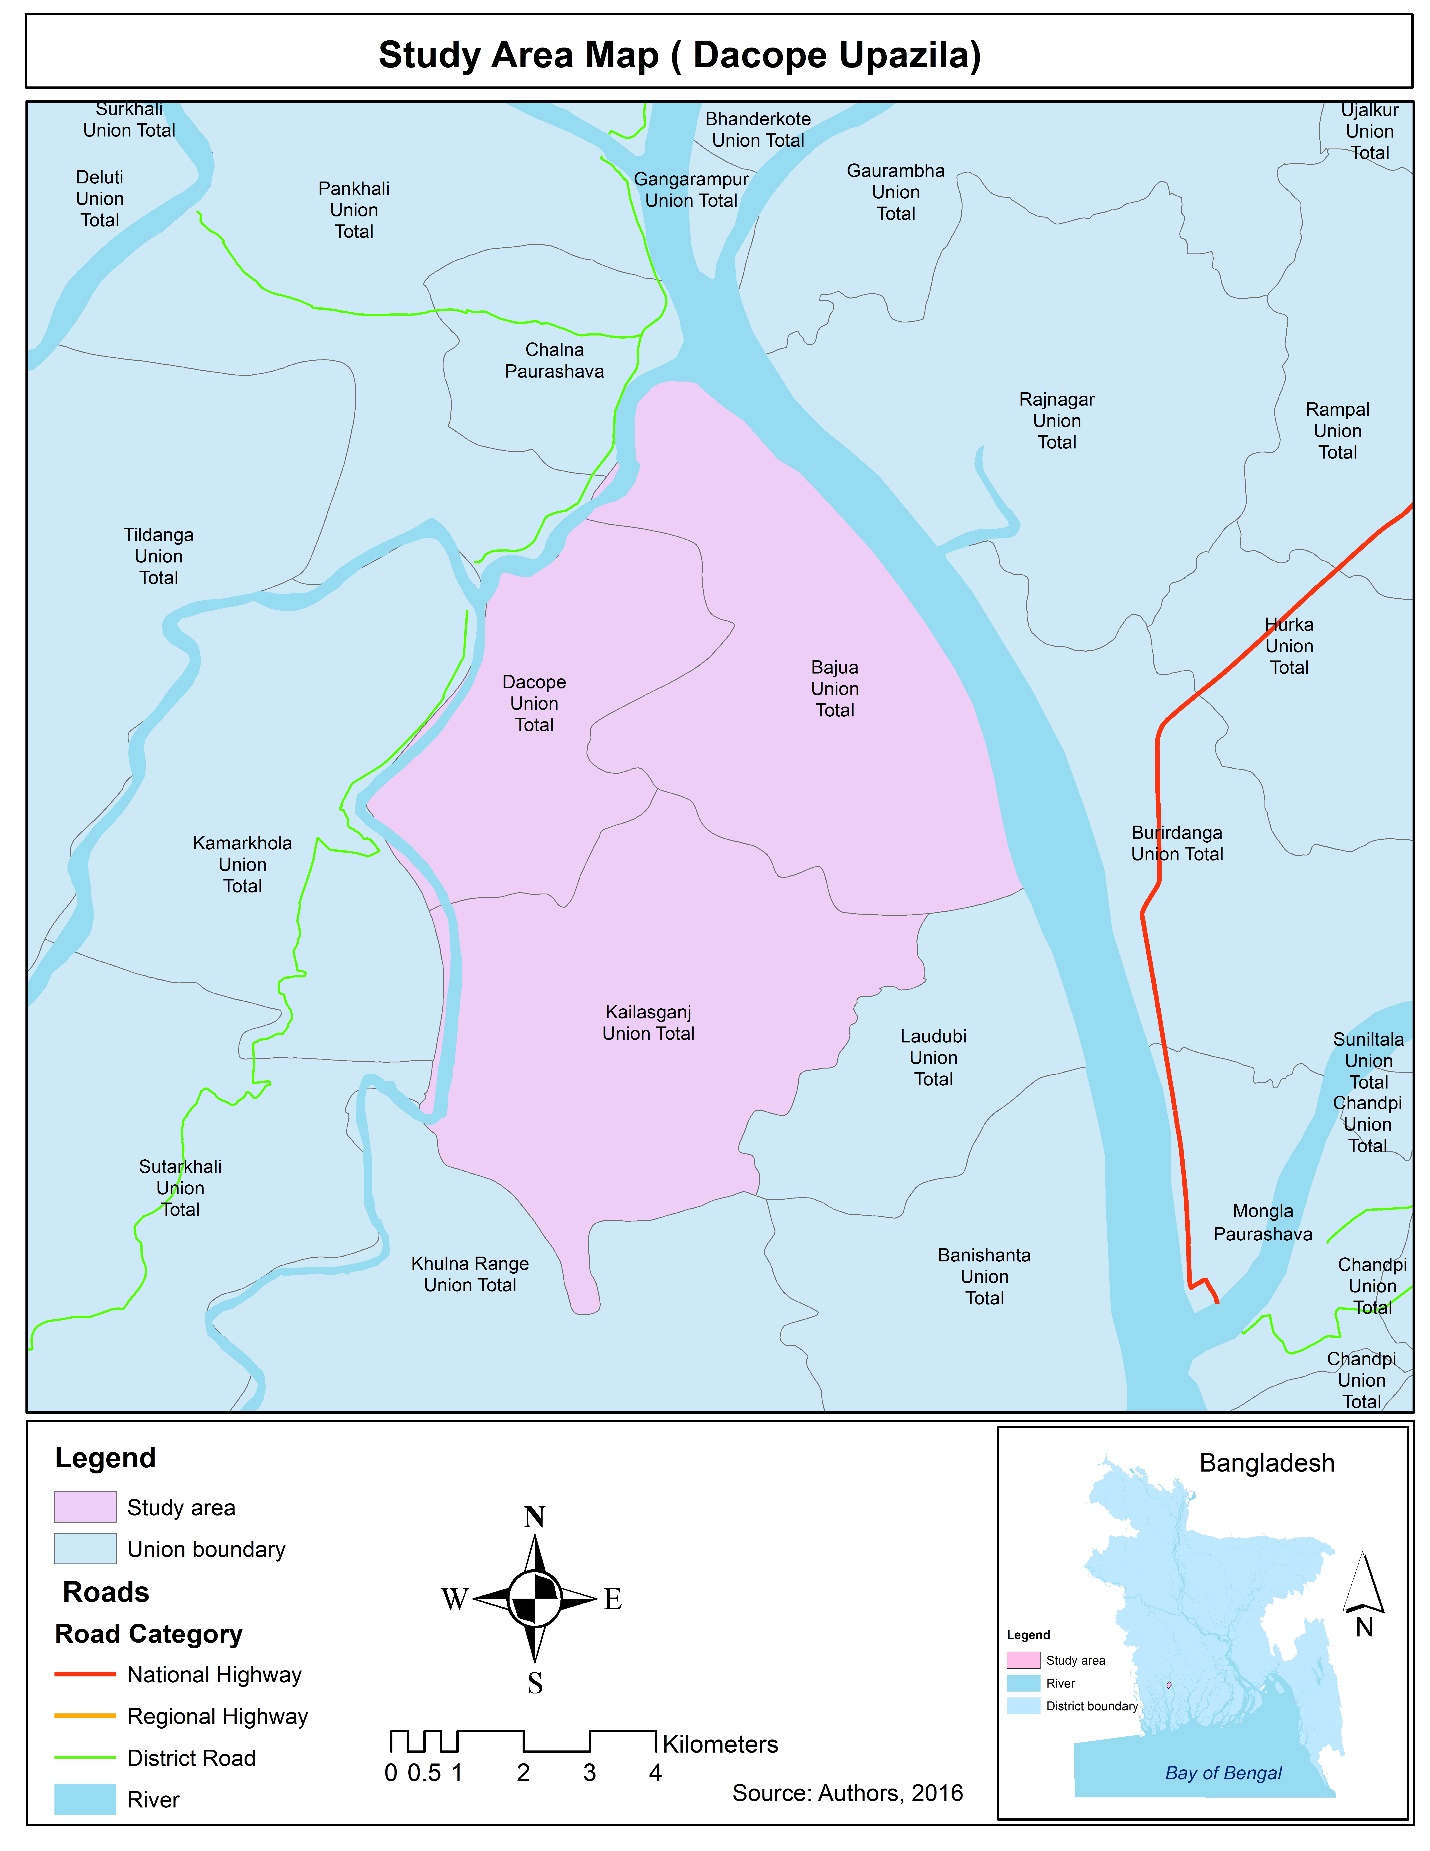 Study Area Map ( Dacope Upazila)
Surkhali
Union Total
Bhanderkote
Union Total
Ujalkur
Union
Total
Deluti
Union
Total
Pankhali
Union
Total
Gangarampur
Union Total
Gaurambha
Union
Total
Chalna
Paurashava
Rajnagar
Union
Total
Rampal
Union
Total
Tildanga
Union
Total
Hurka
Union
Total
Dacope
Union
Total
Bajua
Union
Total
Kamarkhola
Union
Total
Burirdanga
Union Total
Kailasganj
Union Total
Laudubi
Union
Total
Suniltala
Union
Total
Chandpi
Union
Total
Sutarkhali
Union
Total
Mongla
Paurashava
Khulna Range
Union Total
Banishanta
Union
Total
Chandpi
Union
Total
Chandpi
Union
Total
Legend
Study area
Union boundary
Roads
Road Category
National Highway
Regional Highway
District Road
River
N
W E
S
0 0.5 1 2 3 4 Kilometers
Source: Authors, 2016
Bangladesh
N
Legend
Study area
River
District boundary
Bay of Bengal